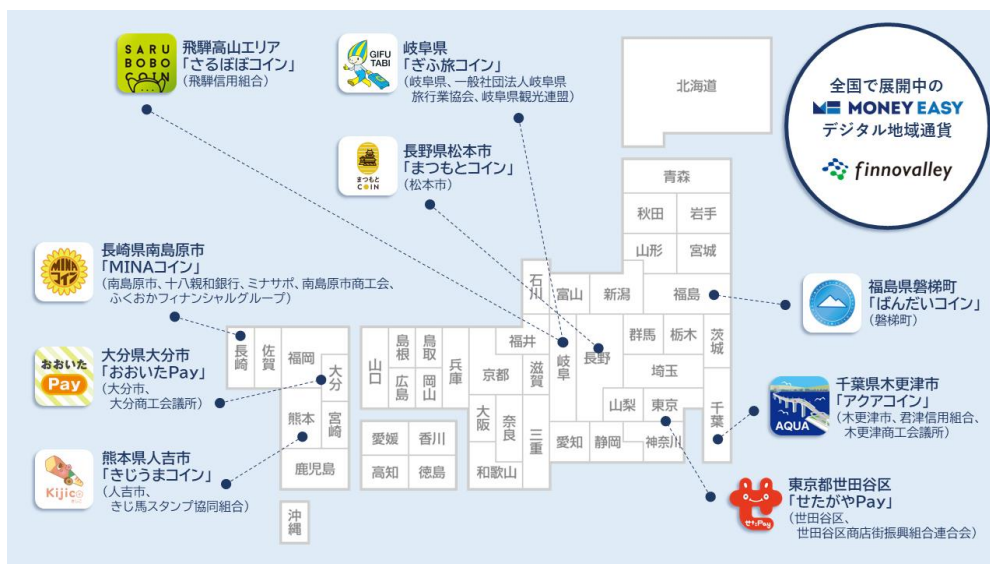 SARU
BOBO
COIN
飛騨高山エリア
「さるぼぼコイン」
(飛騨信用組合)
GIFU
TABI
岐阜県
「ぎふ旅コイン」
(岐阜県、一般社団法人岐阜県
旅行業協会、岐阜県観光連盟)
まつもと
COIN
長野県松本市
「まつもとコイン」
(松本市)
全国で展開中の
ME MONEY EASY
デジタル地域通貨
finnovalley
MINA
コイン
長崎県南島原市
「MINAコイン」
(南島原市、十八親和銀行、ミナサポ、南島原市商工会、
ふくおかフィナンシャルグループ)
おおいた
Pay
大分県大分市
「おおいたPay」
(大分市、
大分商工会議所)
Kijico
熊本県人吉市
「きじうまコイン」
(人吉市、
きじ馬スタンプ協同組合)
福島県磐梯町
「ばんだいコイン」
(磐梯町)
AQUA
千葉県木更津市
「アクアコイン」
(木更津市、君津信用組合、
木更津商工会議所)
せたPay
東京都世田谷区
「せたがやPay」
(世田谷区、
世田谷区商店街振興組合連合会)
北海道
青森
秋田
岩手
山形
宮城
石川
富山
新潟
福島
福井
岐阜
長野
群馬
栃木
茨城
埼玉
山梨
東京
千葉
愛知
静岡
神奈川
山口
島根
鳥取
広島
岡山
兵庫
京都
滋賀
大阪
奈良
三重
和歌山
愛媛
香川
高知
徳島
長崎
佐賀
福岡
大分
熊本
宮崎
鹿児島
沖縄